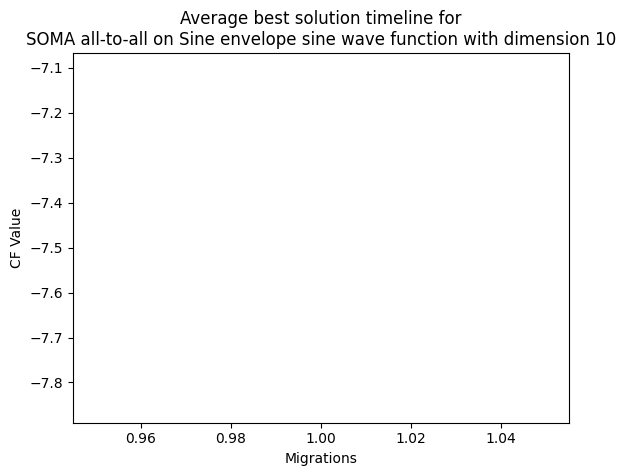 Average best solution timeline for
SOMA all-to-all on Sine envelope sine wave function with dimension 10
−7.1
−7.2
−7.3
−7.4
−7.5
−7.6
−7.7
−7.8
CF Value
0.96 0.98 1.00 1.02 1.04
Migrations